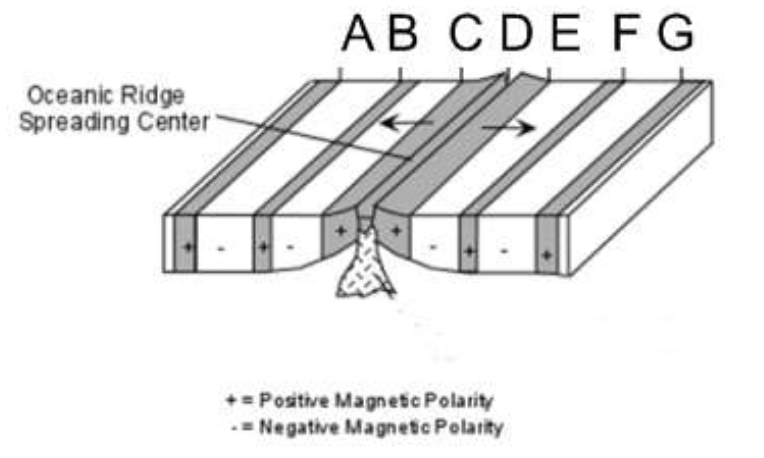 A B C D E F G
Oceanic Ridge
Spreading Center
+ - + - + + - + - +
+ = Positive Magnetic Polarity
- = Negative Magnetic Polarity